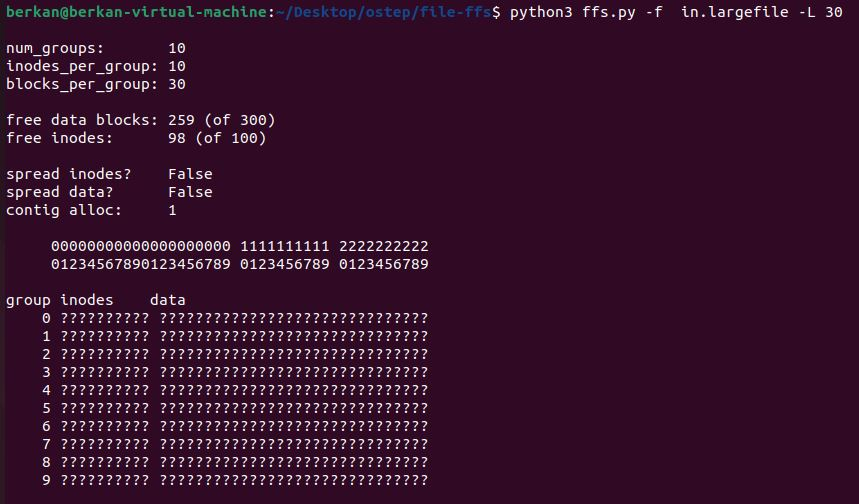 berkan@berkan-virtual-machine:~/Desktop/ostep/file-ffs$ python3 ffs.py -f  in.largefile -L 30

num_groups:       10
inodes_per_group: 10
blocks_per_group: 30

free data blocks: 259 (of 300)
free inodes:      98 (of 100)

spread inodes?    False
spread data?      False
contig alloc:     1

     00000000000000000000 1111111111 2222222222
     01234567890123456789 0123456789 0123456789

group inodes    data
    0 ?????????? ??????????????????????????????
    1 ?????????? ??????????????????????????????
    2 ?????????? ??????????????????????????????
    3 ?????????? ??????????????????????????????
    4 ?????????? ??????????????????????????????
    5 ?????????? ??????????????????????????????
    6 ?????????? ??????????????????????????????
    7 ?????????? ??????????????????????????????
    8 ?????????? ??????????????????????????????
    9 ?????????? ??????????????????????????????